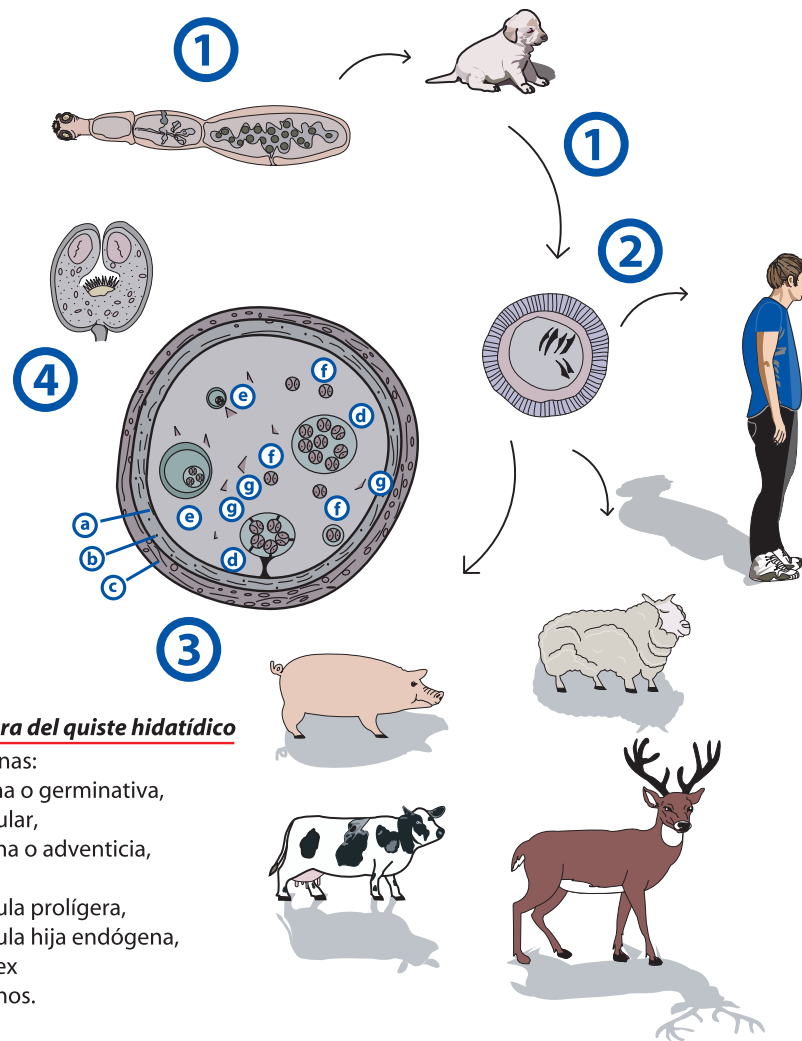 1
1
2
4
f
e
d
f
g
g
g
a
e
f
b
d
c
3
ra del quiste hidatídico
nas:
na o germinativa,
ular,
na o adventicia,
ula prolígera,
ula hija endógena,
ex
nos.